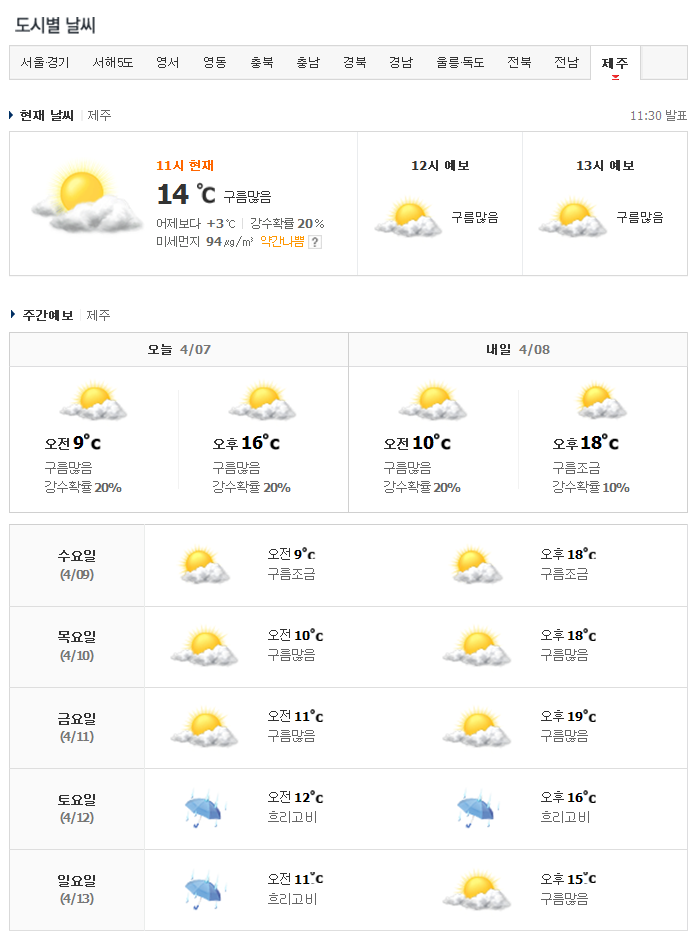 도시별 날씨
서울·경기 서해5도 영서 영동 충북 충남 경북 경남 울릉·독도 전북 전남 제주
현재 날씨 제주 11:30 발표
11시 현재
14 ℃ 구름많음
어제보다 +3℃ 강수확률 20%
미세먼지 94㎍/㎥ 약간나쁨 ?
12시 예보
구름많음
13시 예보
구름많음
주간예보 제주
오늘 4/07 내일 4/08
오전 9℃ 오후 16℃ 오전 10℃ 오후 18℃
구름많음 구름많음 구름많음 구름조금
강수확률 20% 강수확률 20% 강수확률 20% 강수확률 10%
수요일 오전 9℃ 오후 18℃
(4/09) 구름조금 구름조금
목요일 오전 10℃ 오후 18℃
(4/10) 구름많음 구름많음
금요일 오전 11℃ 오후 19℃
(4/11) 구름많음 구름많음
토요일 오전 12℃ 오후 16℃
(4/12) 흐리고비 흐리고비
일요일 오전 11℃ 오후 15℃
(4/13) 흐리고비 구름많음